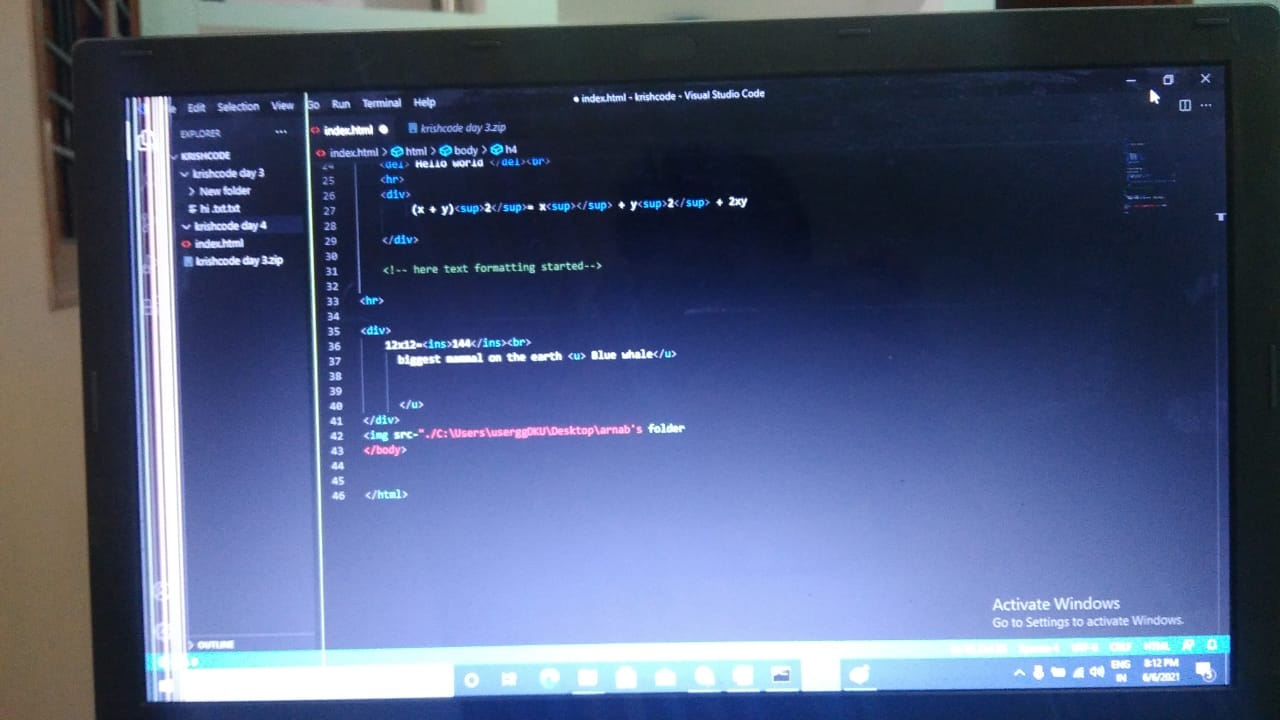 Edit Selection View Go Run Terminal Help
index.html - krishcode - Visual Studio Code
EXPLORER
index.html
krishcode day 3.zip
index.html > html > body > h4
KRISHCODE
krishcode day 3
New folder
hi .txt.txt
krishcode day 4
index.html
krishcode day 3.zip
OUTLINE
24 <del> Hello world </del><br>
25 <hr>
26 <div>
27 (x + y)<sup>2</sup>= x<sup></sup> + y<sup>2</sup> + 2xy
28
29 </div>
30
31 <!-- here text formatting started-->
32
33 <hr>
34
35 <div>
36 12x12=<ins>144</ins><br>
37 biggest mammal on the earth <u> Blue whale</u>
38
39
40 </u>
41 </div>
42 <img src="./C:\Users\userggDKU\Desktop\arnab's folder
43 </body>
44
45
46 </html>
Activate Windows
Go to Settings to activate Windows.
CRLF HTML
ENG 8:12 PM
IN 6/6/2021